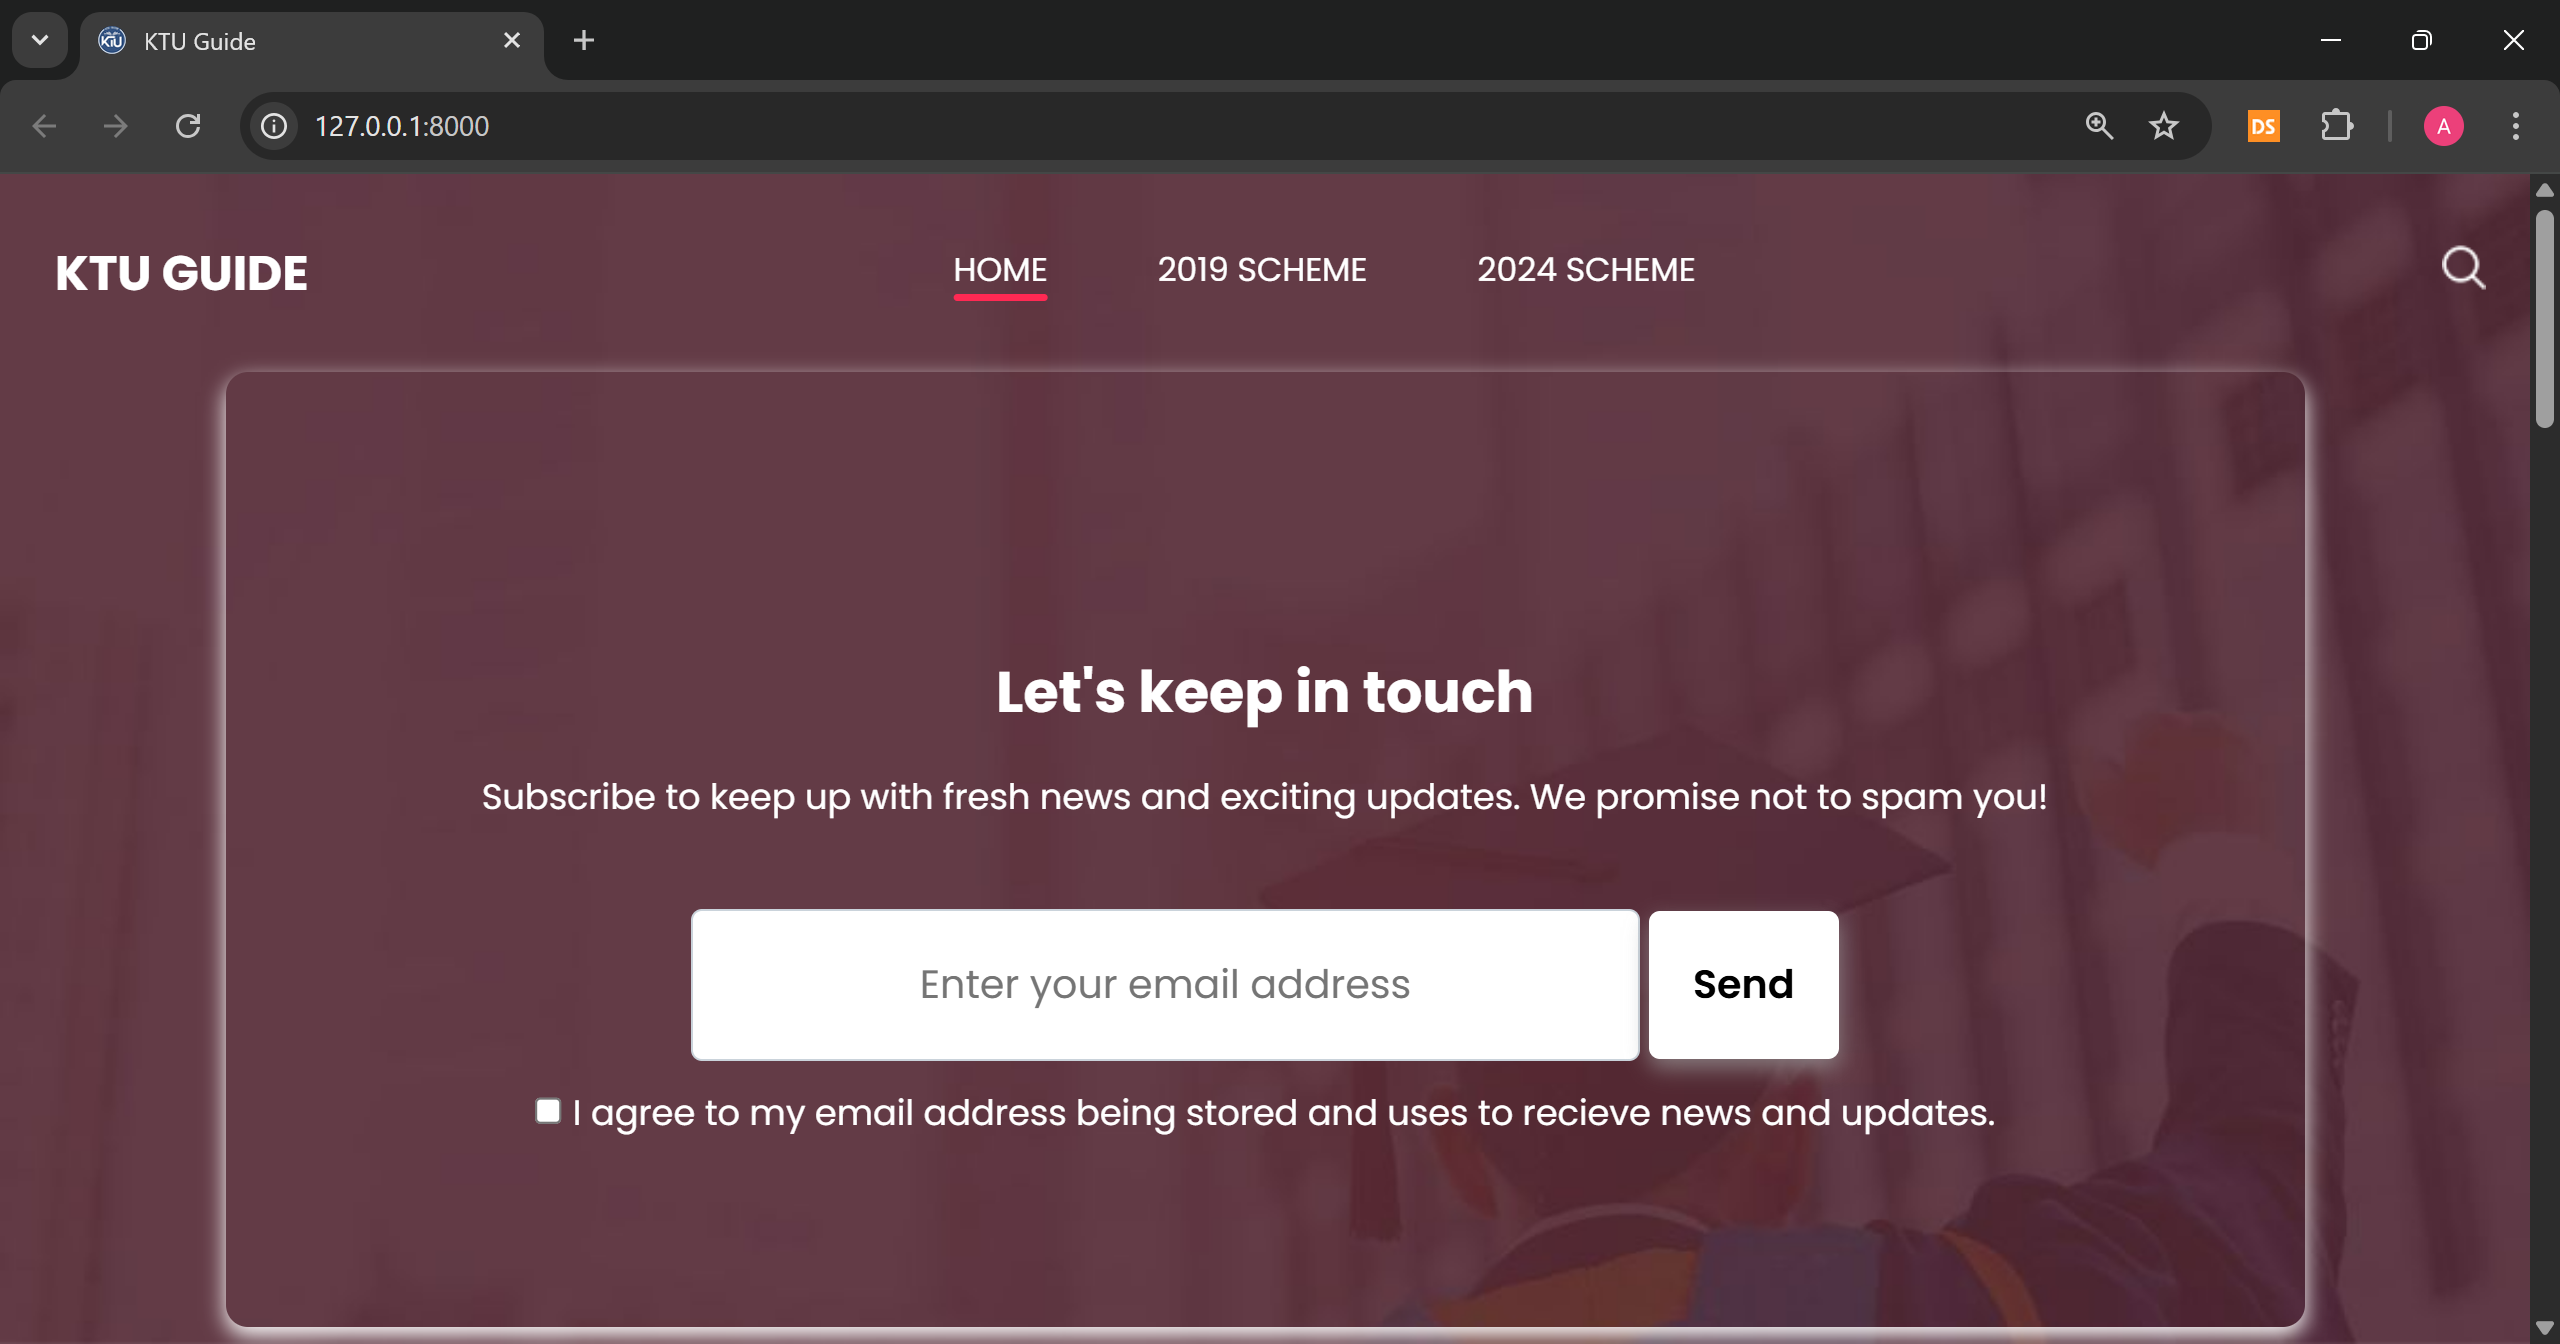 KTU Guide
127.0.0.1:8000
DS
A
KTU GUIDE
HOME
2019 SCHEME
2024 SCHEME
Let's keep in touch
Subscribe to keep up with fresh news and exciting updates. We promise not to spam you!
Enter your email address
Send
I agree to my email address being stored and uses to recieve news and updates.